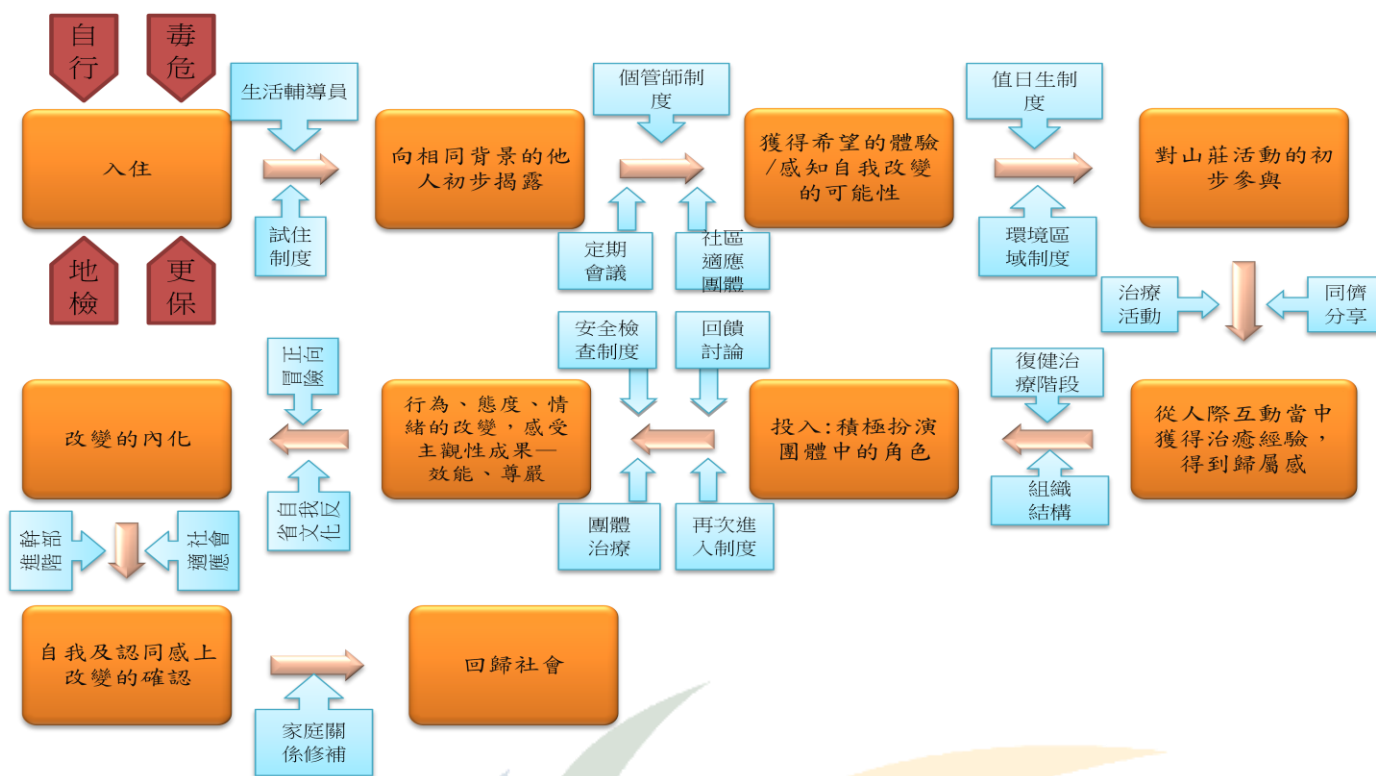 自
行
毒
危
生活輔導員
個管師制
度
值日生制
度
入住
向相同背景的他
人初步揭露
獲得希望的體驗
/感知自我改變
的可能性
對山莊活動的初
步參與
試住
制度
定期
會議
社區
適應
團體
環境區
域制度
地
檢
更
保
治療
活動
同儕
分享
正向
冒險
安全檢
查制度
回饋
討論
復健治
療階段
改變的內化
行為、態度、情
緒的改變，感受
主觀性成果—
效能、尊嚴
投入:積極扮演
團體中的角色
從人際互動當中
獲得治癒經驗，
得到歸屬感
自我反
省文化
團體
治療
再次進
入制度
組織
結構
幹部
進階
社會
適應
自我及認同感上
改變的確認
回歸社會
家庭關
係修補